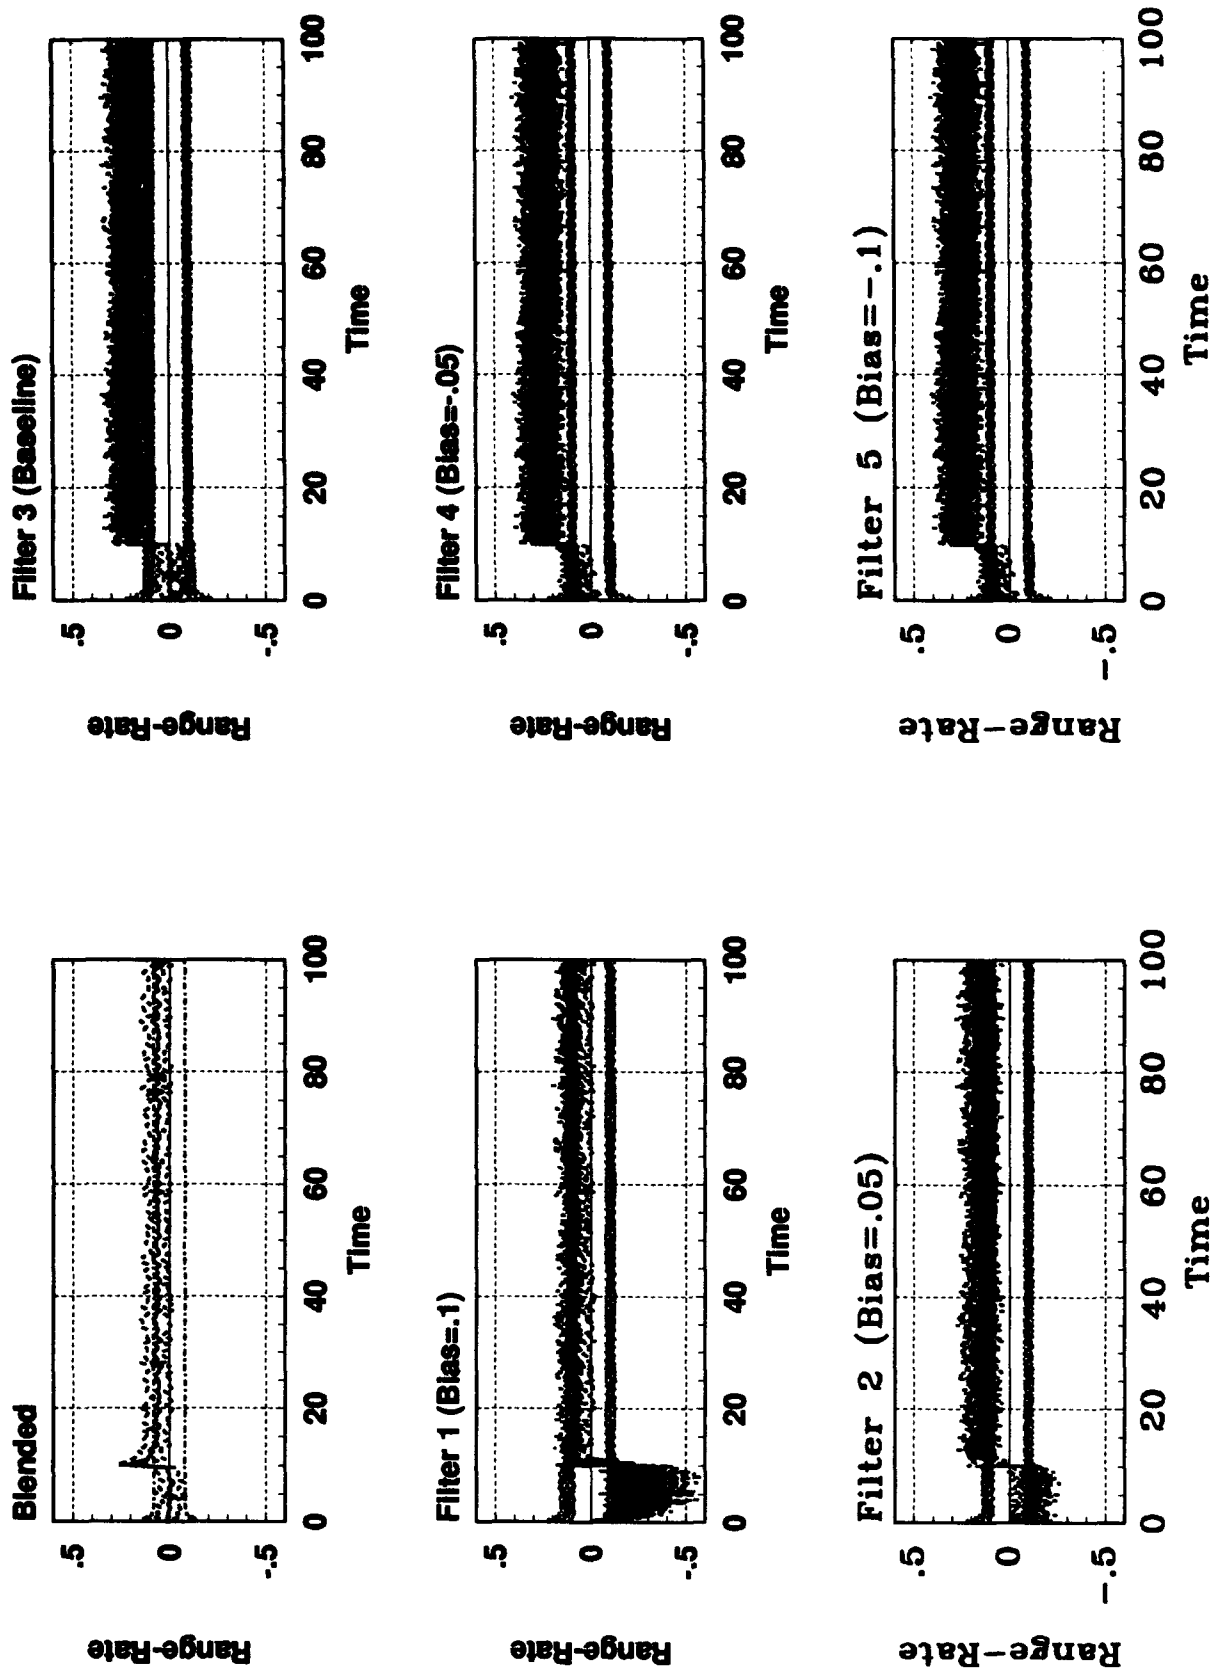 Filter 3 (Baseline)
.5
0
-.5
Range-Rate
0 20 40 60 80 100
Time
Filter 4 (Bias=-.05)
.5
0
-.5
Range-Rate
0 20 40 60 80 100
Time
Filter 5 (Bias=-.1)
.5
0
-.5
Range-Rate
0 20 40 60 80 100
Time
Blended
.5
0
-.5
Range-Rate
0 20 40 60 80 100
Time
Filter 1 (Bias=.1)
.5
0
-.5
Range-Rate
0 20 40 60 80 100
Time
Filter 2 (Bias=.05)
.5
0
-.5
Range-Rate
0 20 40 60 80 100
Time